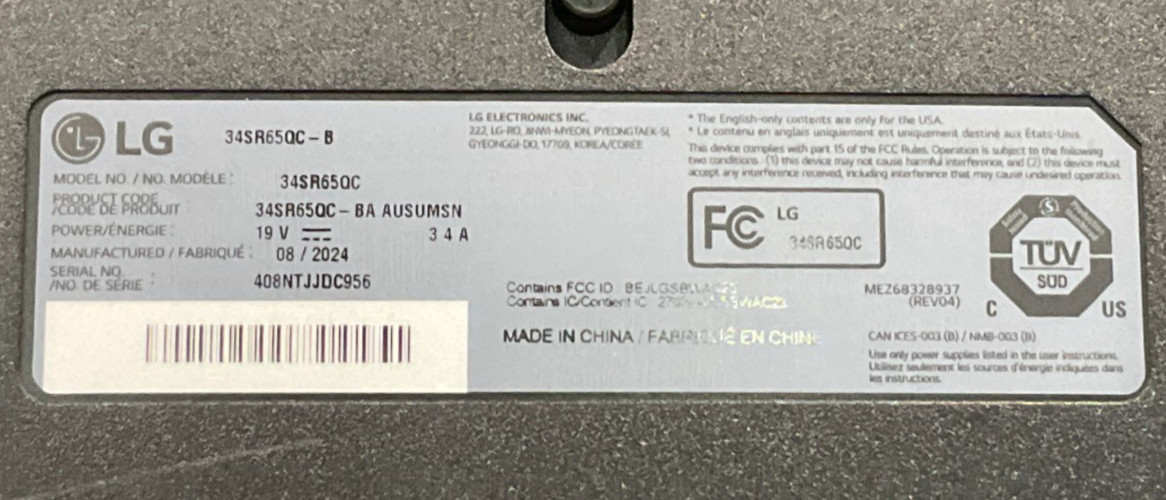 LG
34SR65QC-B
MODEL NO. / NO. MODÈLE :
34SR65QC
PRODUCT CODE
/CODE DE PRODUIT :
34SR65QC-BA AUSUMSN
POWER/ÉNERGIE :
19 V
3 4 A
MANUFACTURED / FABRIQUÉ :
08 / 2024
SERIAL NO.
/NO. DE SÉRIE :
408NTJJDC956
LG ELECTRONICS INC.
222, LG-RO, JINWI-MYEON, PYEONGTAEK-SI,
GYEONGGI-DO, 17709, KOREA/CORÉE
* The English-only contents are only for the USA.
* Le contenu en anglais uniquement est uniquement destiné aux États-Unis.
This device complies with part 15 of the FCC Rules. Operation is subject to the following
two conditions: (1) this device may not cause harmful interference, and (2) this device must
accept any interference received, including interference that may cause undesired operation.
FC
LG
34SR65QC
Contains FCC ID
Contains IC/Contient IC
MADE IN CHINA / FABRIQUÉ EN CHINE
MEZ68328937
(REV04)
TÜV
SÜD
C
US
CAN ICES-003 (B) / NMB-003 (B)
Use only power supplies listed in the user instructions.
Utilisez seulement les sources d'énergie indiquées dans
les instructions.